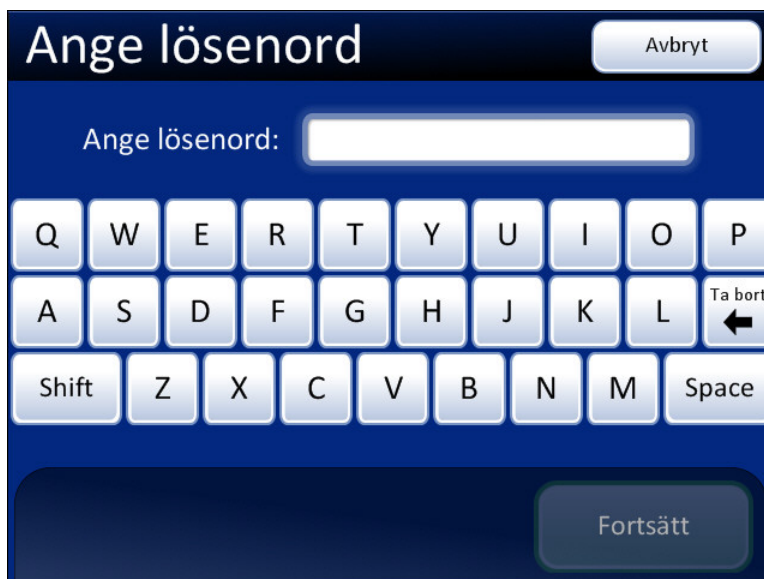 Ange lösenord Avbryt
Ange lösenord:
Q W E R T Y U I O P
A S D F G H J K L Ta bort
Shift Z X C V B N M Space
Fortsätt